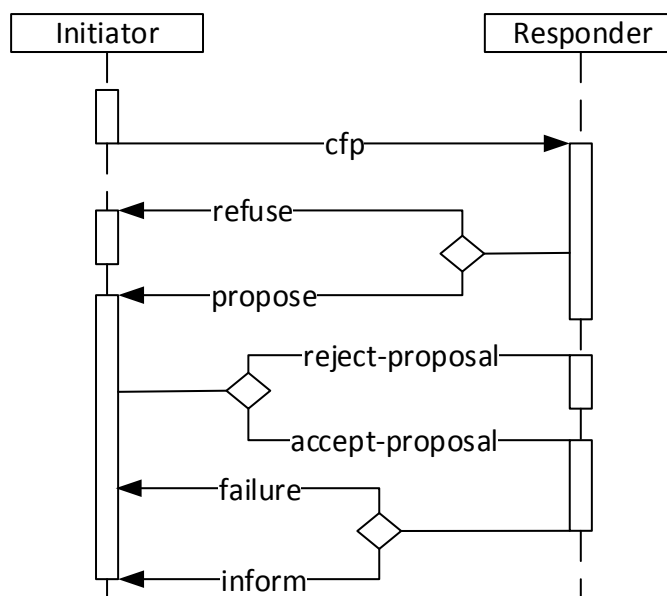 Initiator
Responder
cfp
refuse
propose
reject-proposal
accept-proposal
failure
inform